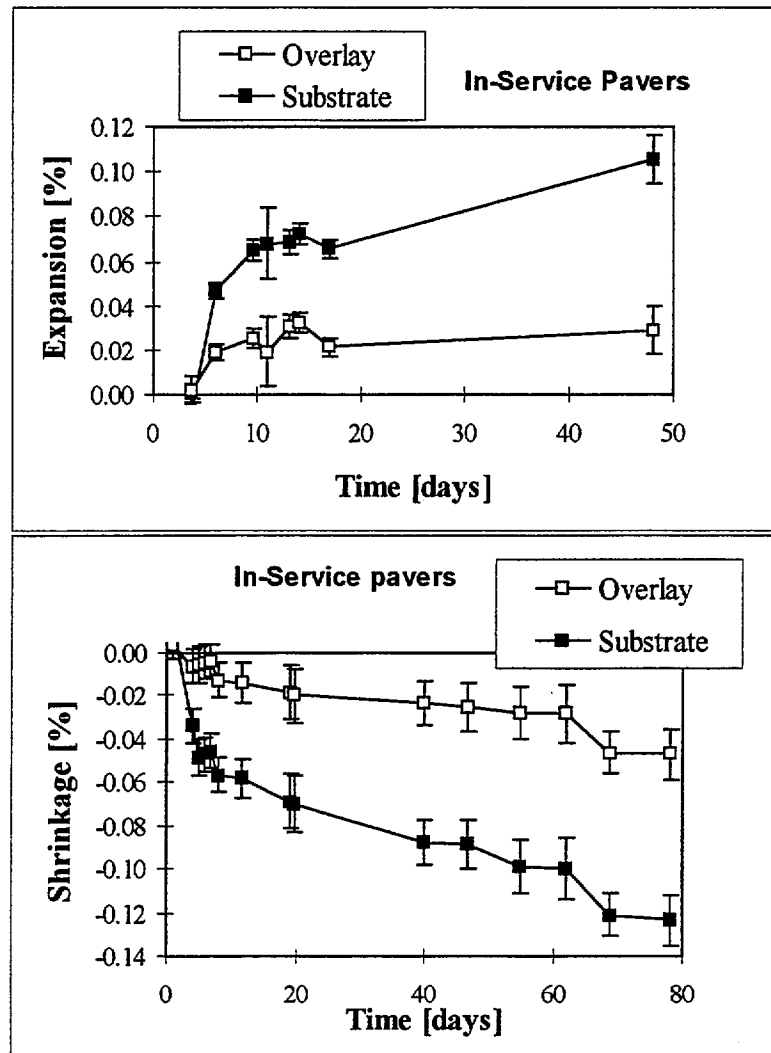 Overlay
Substrate
In-Service Pavers
0.12
0.10
0.08
0.06
0.04
0.02
0.00
Expansion [%]
0 10 20 30 40 50
Time [days]
In-Service pavers
Overlay
Substrate
0.00
-0.02
-0.04
-0.06
-0.08
-0.10
-0.12
-0.14
Shrinkage [%]
0 20 40 60 80
Time [days]